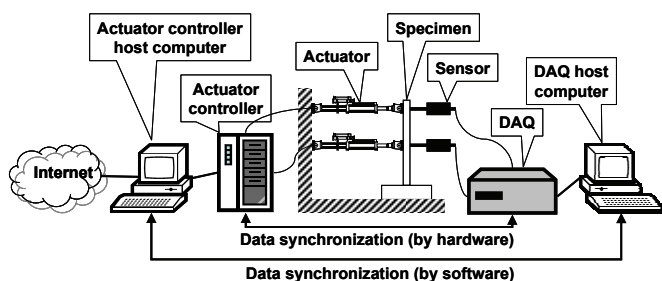 Actuator controller
host computer
Actuator
controller
Actuator
Specimen
Sensor
DAQ host
computer
DAQ
Internet
Data synchronization (by hardware)
Data synchronization (by software)